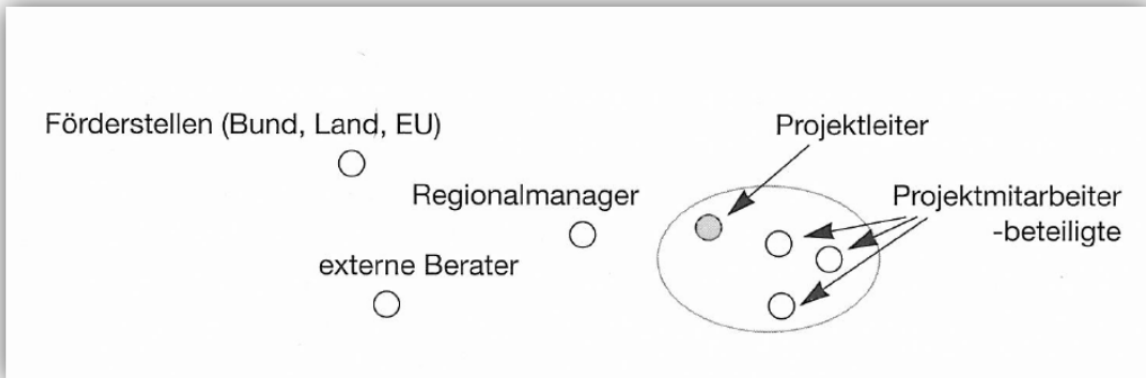 Förderstellen (Bund, Land, EU)
Projektleiter
Regionalmanager
Projektmitarbeiter
-beteiligte
externe Berater